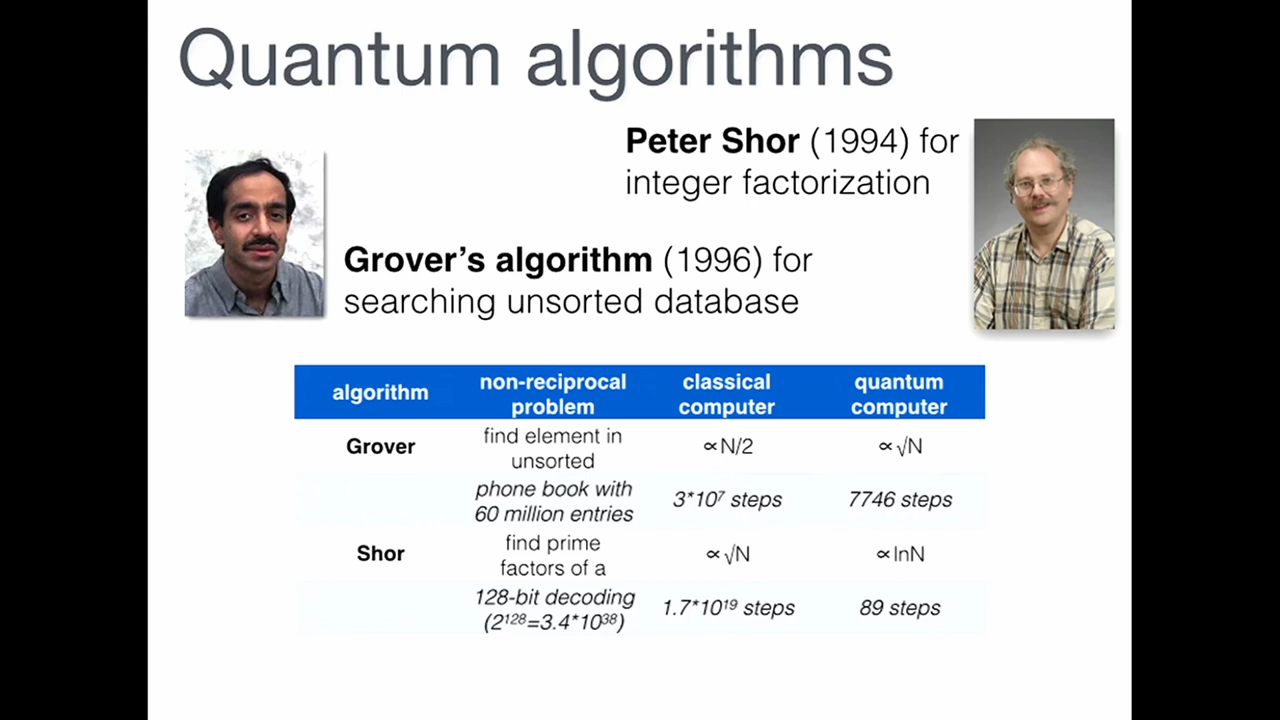 Quantum algorithms
Peter Shor (1994) for
integer factorization
Grover’s algorithm (1996) for
searching unsorted database
algorithm
non-reciprocal
problem
classical
computer
quantum
computer
Grover
find element in
unsorted
∝N/2
∝√N
phone book with
60 million entries
3*10⁷ steps
7746 steps
Shor
find prime
factors of a
∝√N
∝lnN
128-bit decoding
(2¹²⁸=3.4*10³⁸)
1.7*10¹⁹ steps
89 steps